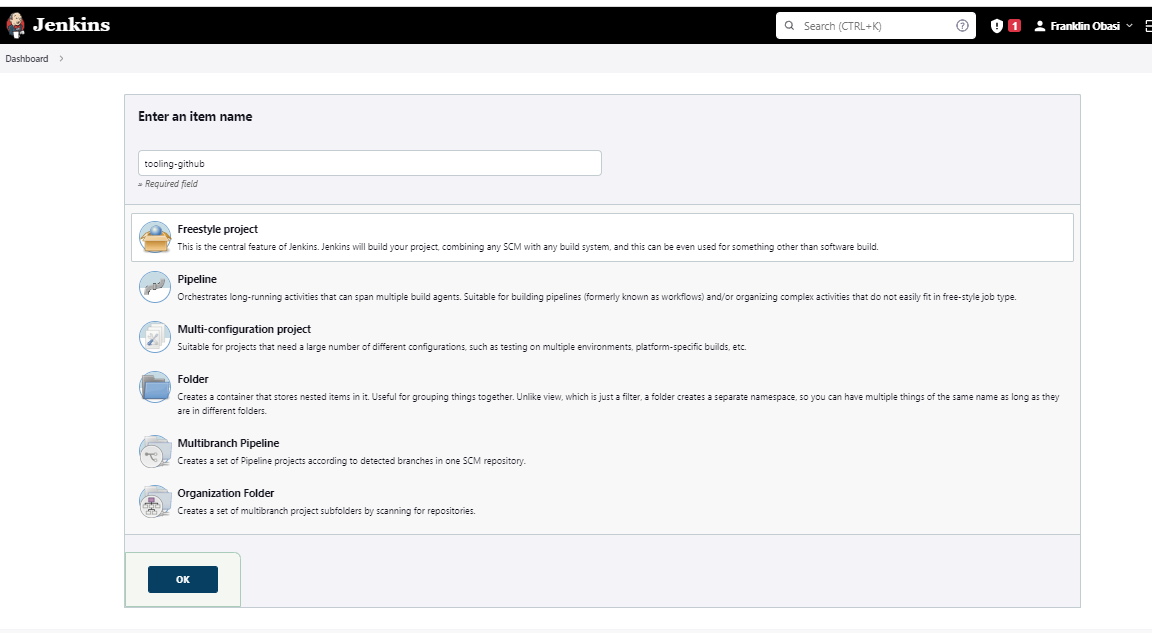 Jenkins
Search (CTRL+K)
1
Franklin Obasi
Dashboard
Enter an item name
tooling-github
» Required field
Freestyle project
This is the central feature of Jenkins. Jenkins will build your project, combining any SCM with any build system, and this can be even used for something other than software build.
Pipeline
Orchestrates long-running activities that can span multiple build agents. Suitable for building pipelines (formerly known as workflows) and/or organizing complex activities that do not easily fit in free-style job type.
Multi-configuration project
Suitable for projects that need a large number of different configurations, such as testing on multiple environments, platform-specific builds, etc.
Folder
Creates a container that stores nested items in it. Useful for grouping things together. Unlike view, which is just a filter, a folder creates a separate namespace, so you can have multiple things of the same name as long as they
are in different folders.
Multibranch Pipeline
Creates a set of Pipeline projects according to detected branches in one SCM repository.
Organization Folder
Creates a set of multibranch project subfolders by scanning for repositories.
OK